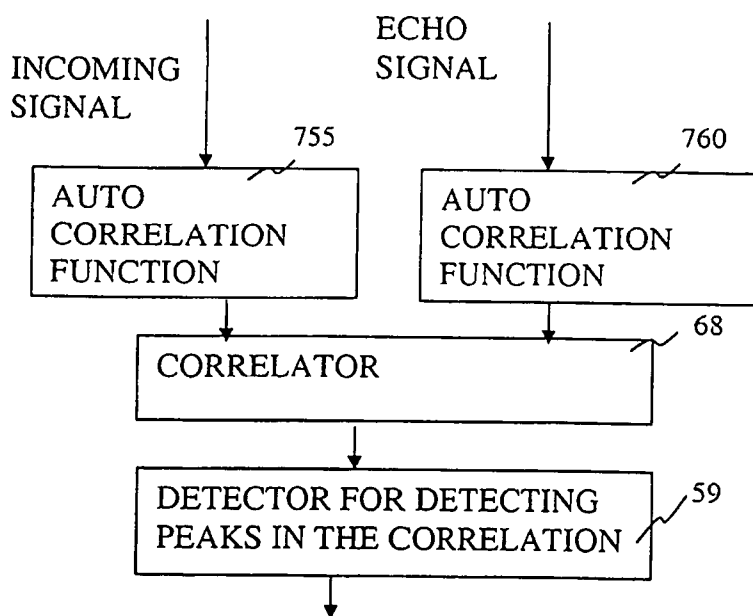 INCOMING
SIGNAL
ECHO
SIGNAL
755
760
AUTO
CORRELATION
FUNCTION
AUTO
CORRELATION
FUNCTION
68
CORRELATOR
59
DETECTOR FOR DETECTING
PEAKS IN THE CORRELATION